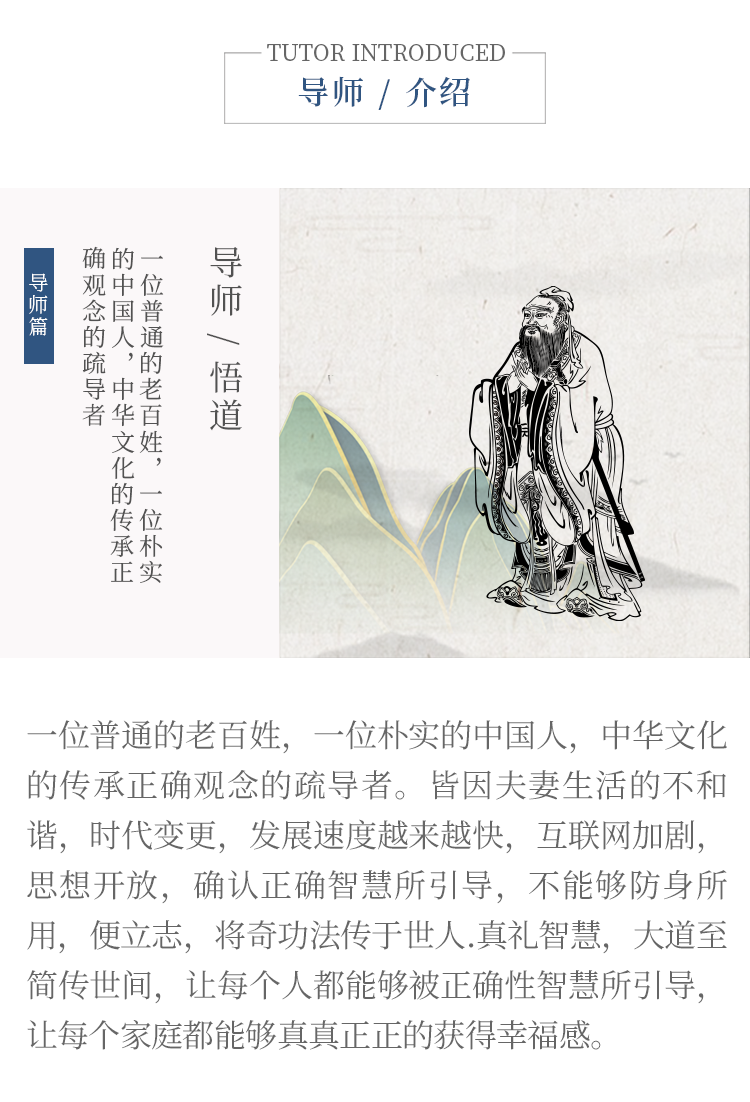 TUTOR INTRODUCED
导师 / 介绍
导师/悟道
一位普通的老百姓，一位朴实
的中国人，中华文化的传承正
确观念的疏导者
导师篇
一位普通的老百姓，一位朴实的中国人，中华文化
的传承正确观念的疏导者。皆因夫妻生活的不和
谐，时代变更，发展速度越来越快，互联网加剧，
思想开放，确认正确智慧所引导，不能够防身所
用，便立志，将奇功法传于世人.真礼智慧，大道至
简传世间，让每个人都能够被正确性智慧所引导，
让每个家庭都能够真真正正的获得幸福感。